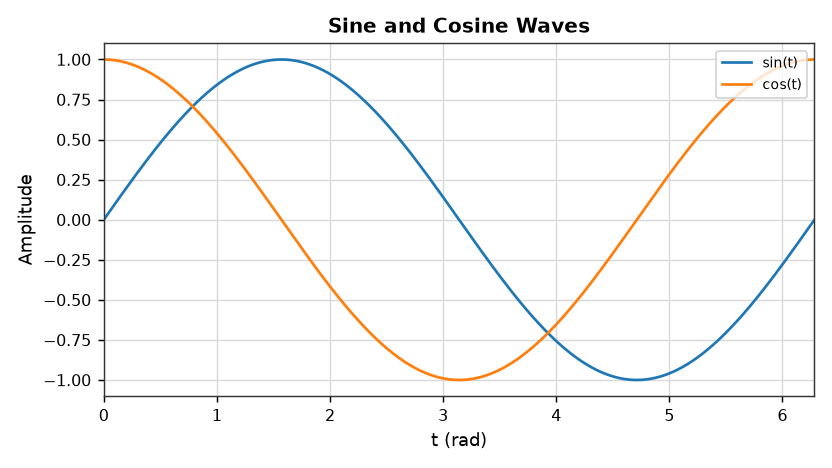 Sine and Cosine Waves
1.00
0.75
0.50
0.25
0.00
−0.25
−0.50
−0.75
−1.00
Amplitude
sin(t)
cos(t)
0 1 2 3 4 5 6
t (rad)